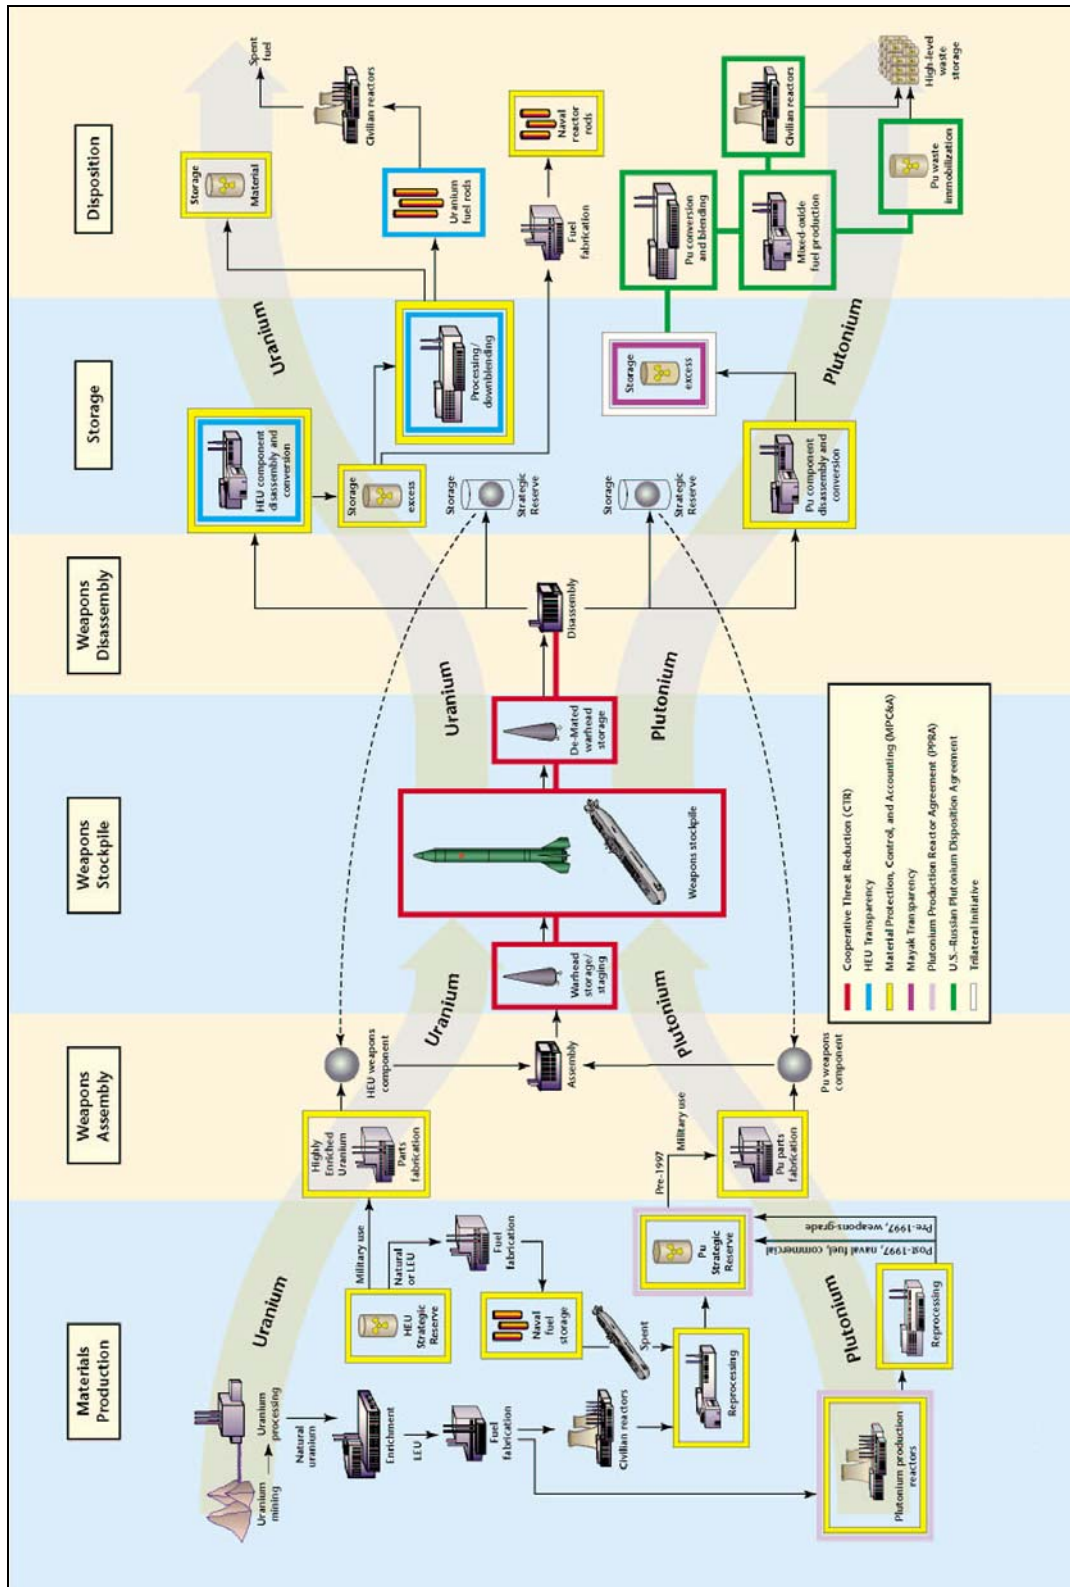 Materials
Production
Weapons
Assembly
Weapons
Stockpile
Weapons
Disassembly
Storage
Disposition
Uranium
mining
Uranium
processing
Natural
uranium
Enrichment
LEU
Fuel
fabrication
Civilian reactors
Uranium
HEU
Strategic
Reserve
Military use
Natural
or LEU
Fuel
fabrication
Naval
fuel
storage
Spent
Reprocessing
Pu
Strategic
Reserve
Plutonium production
reactors
Reprocessing
Post-1997, naval fuel, commercial
Pre-1997, weapons-grade
Plutonium
Highly
Enriched
Uranium
Parts
fabrication
HEU weapons
component
Uranium
Assembly
Plutonium
Pre-1997
Military use
Pu parts
fabrication
Pu weapons
component
Warhead
storage/
staging
Weapons stockpile
De-Mated
warhead
storage
Uranium
Plutonium
Disassembly
HEU component
disassembly and
conversion
Storage
excess
Storage
Strategic
Reserve
Storage
Strategic
Reserve
Pu component
disassembly and
conversion
Processing/
downblending
Storage
excess
Uranium
Plutonium
Storage
Material
Spent
fuel
Civilian reactors
Uranium
fuel rods
Fuel
fabrication
Naval
reactor
rods
Pu conversion
and blending
Mixed-oxide
fuel production
Civilian reactors
Pu waste
immobilization
High-level
waste
storage
Cooperative Threat Reduction (CTR)
HEU Transparency
Material Protection, Control, and Accounting (MPC&A)
Mayak Transparency
Plutonium Production Reactor Agreement (PPRA)
U.S.–Russian Plutonium Disposition Agreement
Trilateral Initiative